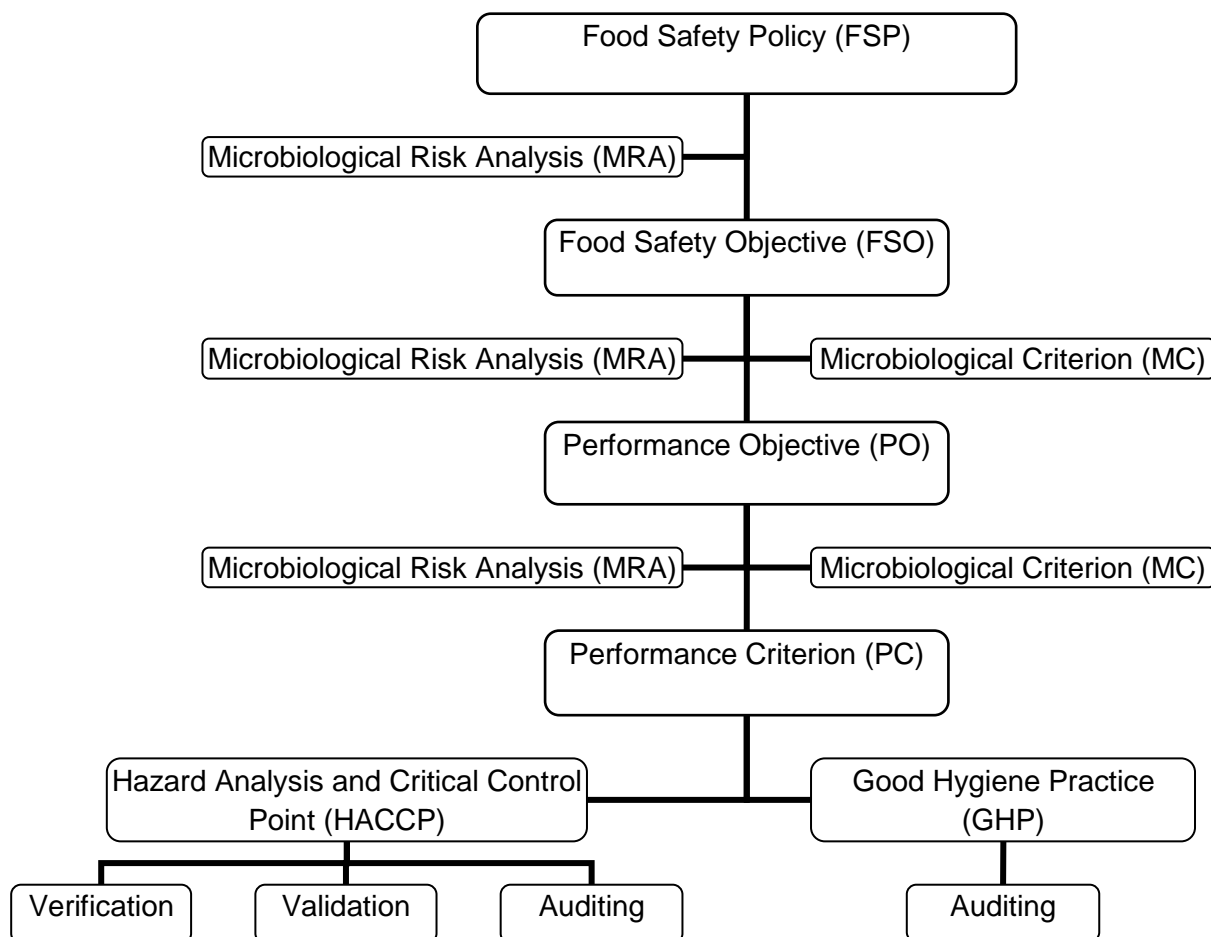 Food Safety Policy (FSP)
Microbiological Risk Analysis (MRA)
Food Safety Objective (FSO)
Microbiological Risk Analysis (MRA)
Microbiological Criterion (MC)
Performance Objective (PO)
Microbiological Risk Analysis (MRA)
Microbiological Criterion (MC)
Performance Criterion (PC)
Hazard Analysis and Critical Control
Point (HACCP)
Good Hygiene Practice
(GHP)
Verification
Validation
Auditing
Auditing